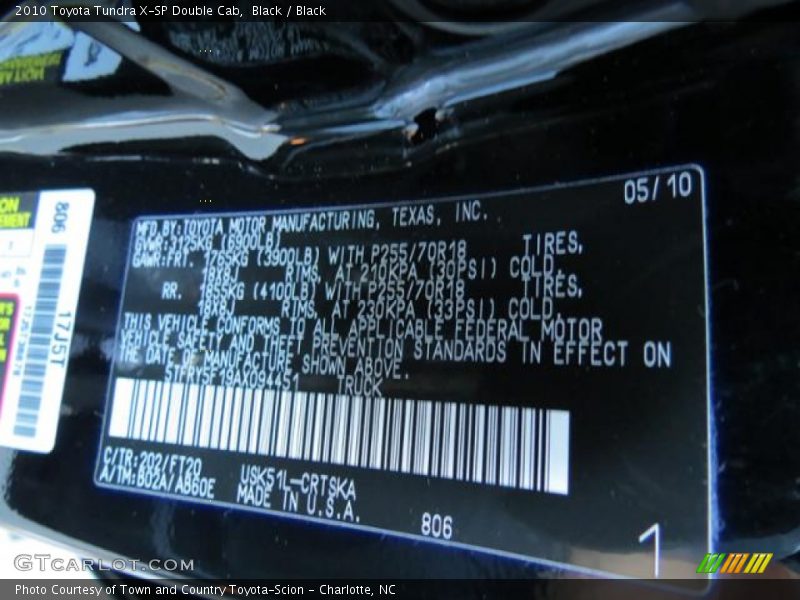 2010 Toyota Tundra X-SP Double Cab,  Black / Black
05/10
MFD.BY:TOYOTA MOTOR MANUFACTURING, TEXAS, INC.
GVWR:3125KG (6900LB)
GAWR:FRT. 1765KG (3900LB) WITH P255/70R18 TIRES,
18X8J RIMS, AT 210KPA (30PSI) COLD.
RR. 1855KG (4100LB) WITH P255/70R18 TIRES,
18X8J RIMS, AT 230KPA (33PSI) COLD.
THIS VEHICLE CONFORMS TO ALL APPLICABLE FEDERAL MOTOR
VEHICLE SAFETY AND THEFT PREVENTION STANDARDS IN EFFECT ON
THE DATE OF MANUFACTURE SHOWN ABOVE.
TRUCK
C/TR:202/FT20 USK51L-CRTSKA
A/TM:B02A/AB60E MADE IN U.S.A.
806
1
806
17J5T
GTCARLOT.COM
Photo Courtesy of Town and Country Toyota-Scion - Charlotte, NC